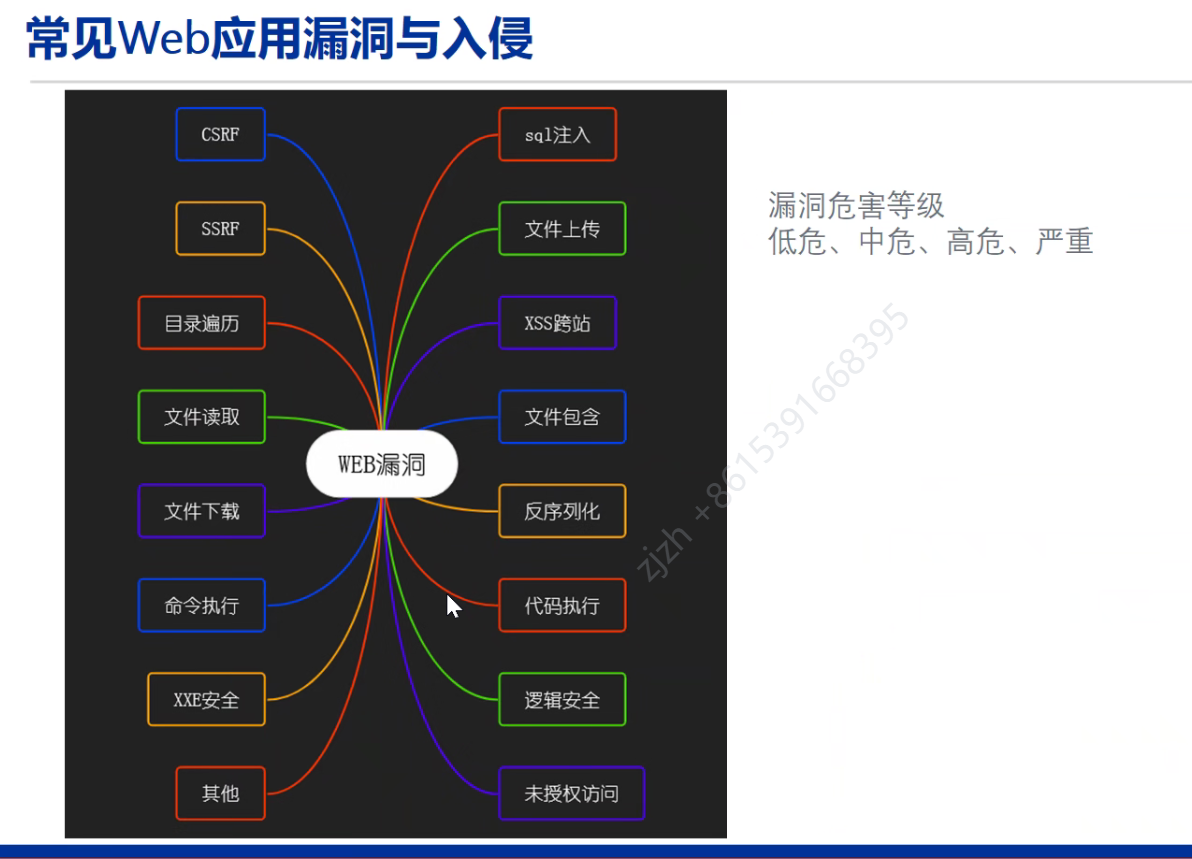 常见Web应用漏洞与入侵
CSRF
sql注入
SSRF
文件上传
目录遍历
XSS跨站
文件读取
文件包含
WEB漏洞
文件下载
反序列化
命令执行
代码执行
XXE安全
逻辑安全
其他
未授权访问
漏洞危害等级
低危、中危、高危、严重
zjzh +8615391668395